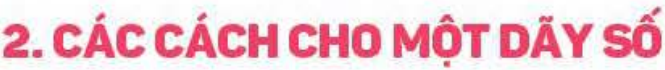 2. CÁC CÁCH CHO MỘT DÃY SỐ